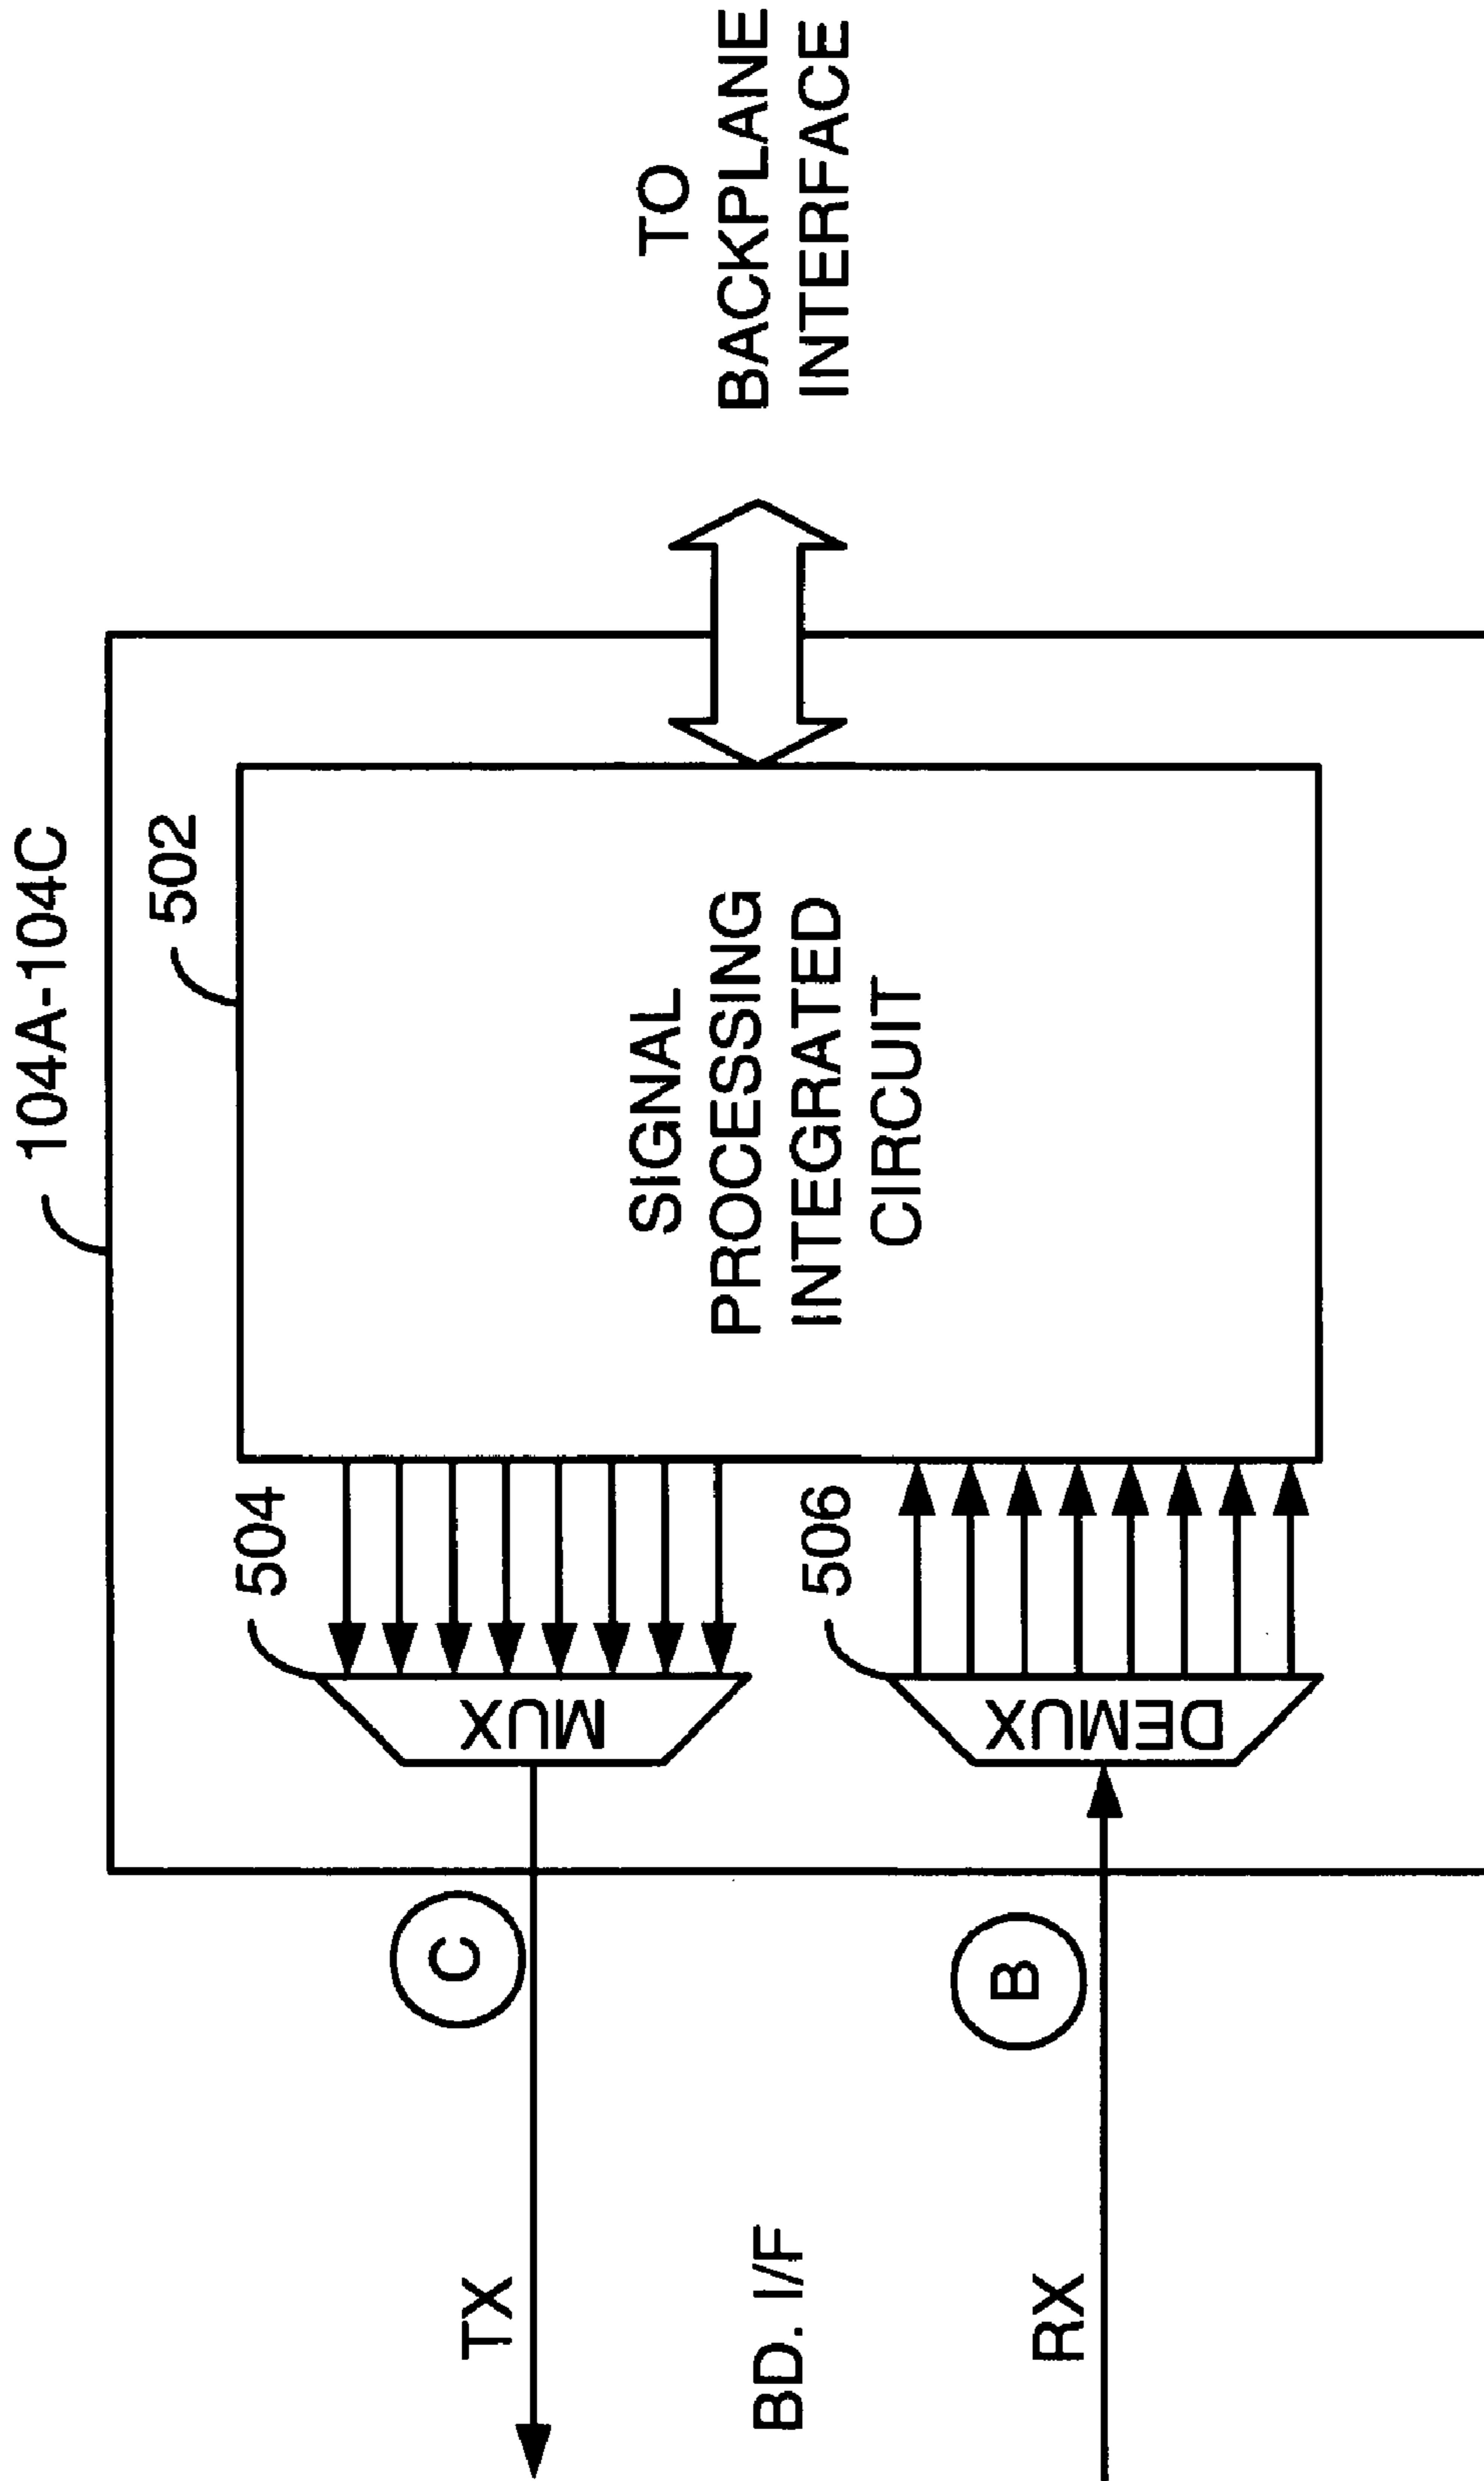 104A-104C
502
504
MUX
C
TX
SIGNAL
PROCESSING
INTEGRATED
CIRCUIT
TO
BACKPLANE
INTERFACE
BD. I/F
506
DEMUX
B
RX